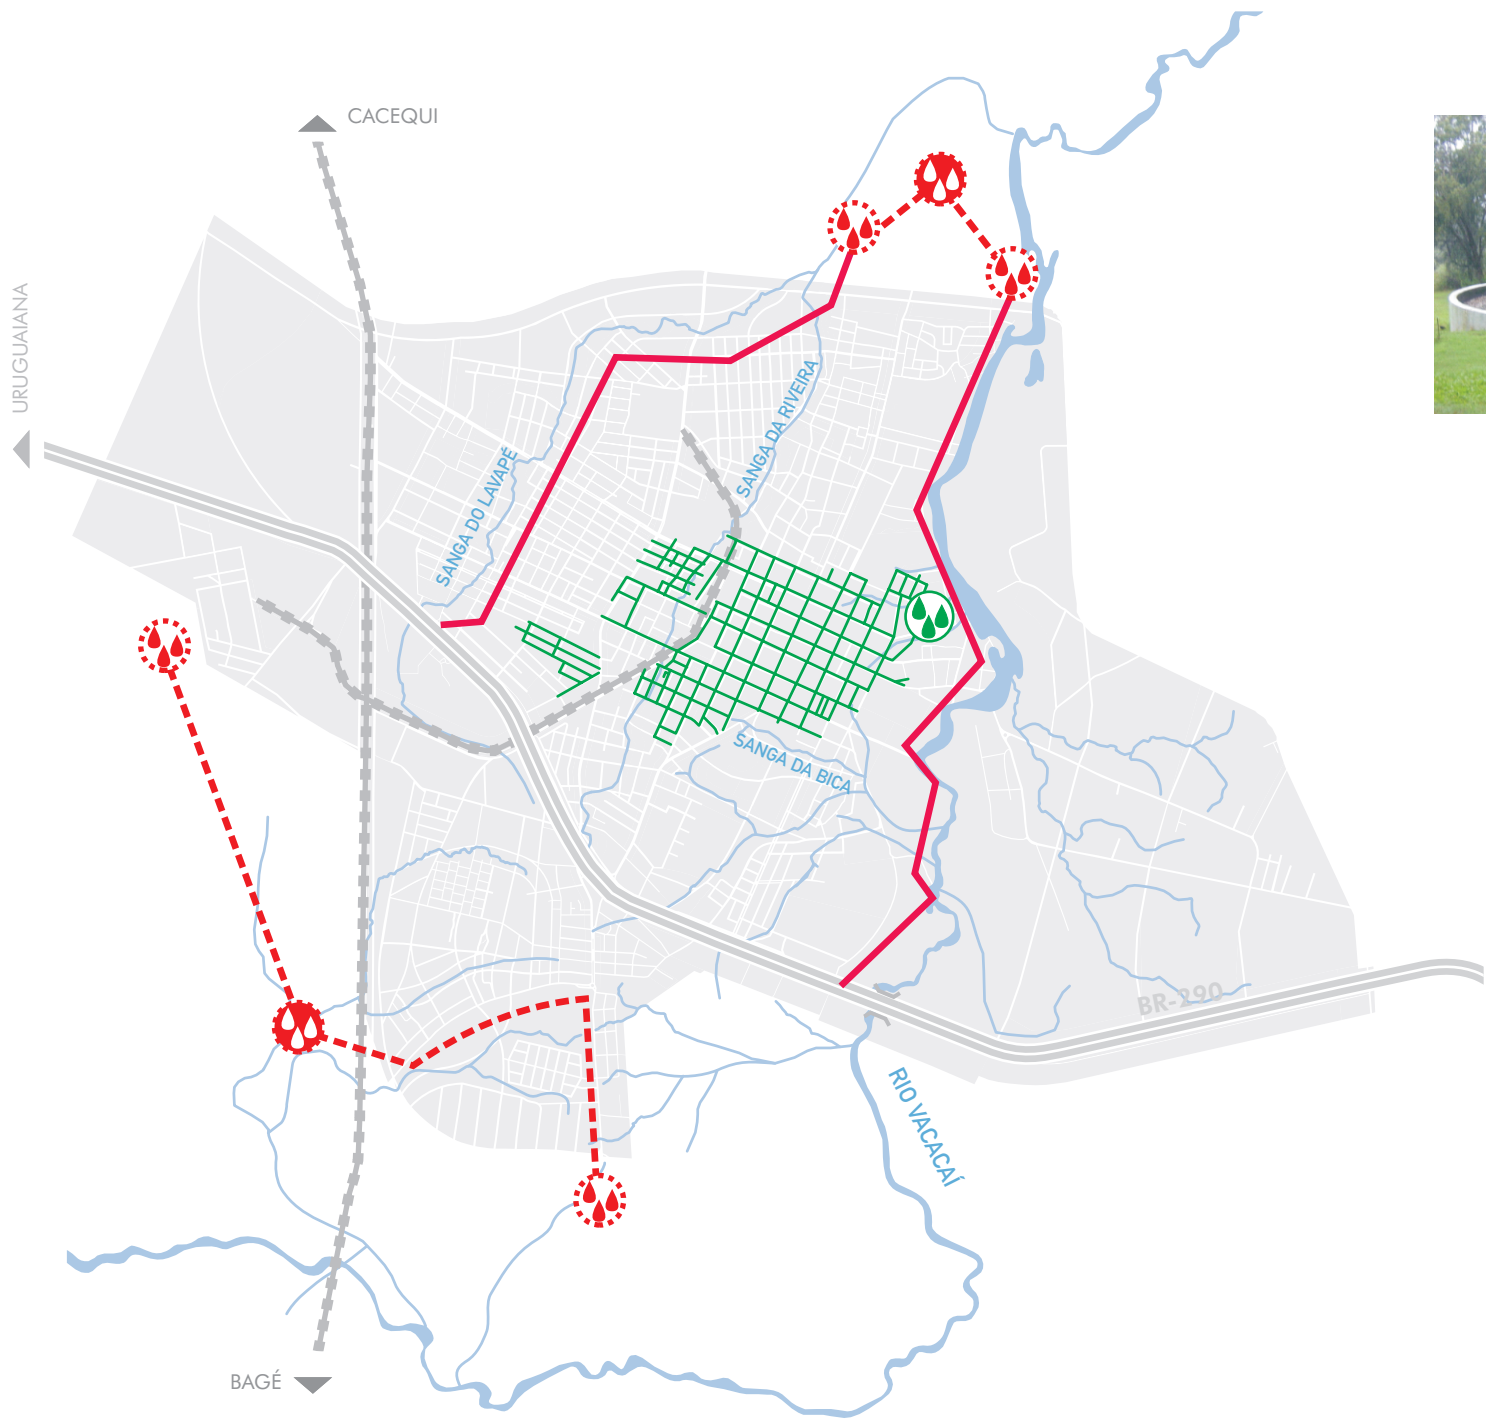 CACEQUI
URUGUAIANA
SANGA DA RIVEIRA
SANGA DO LAVAPÉ
SANGA DA BICA
BR-290
RIO VACACAÍ
BAGÉ